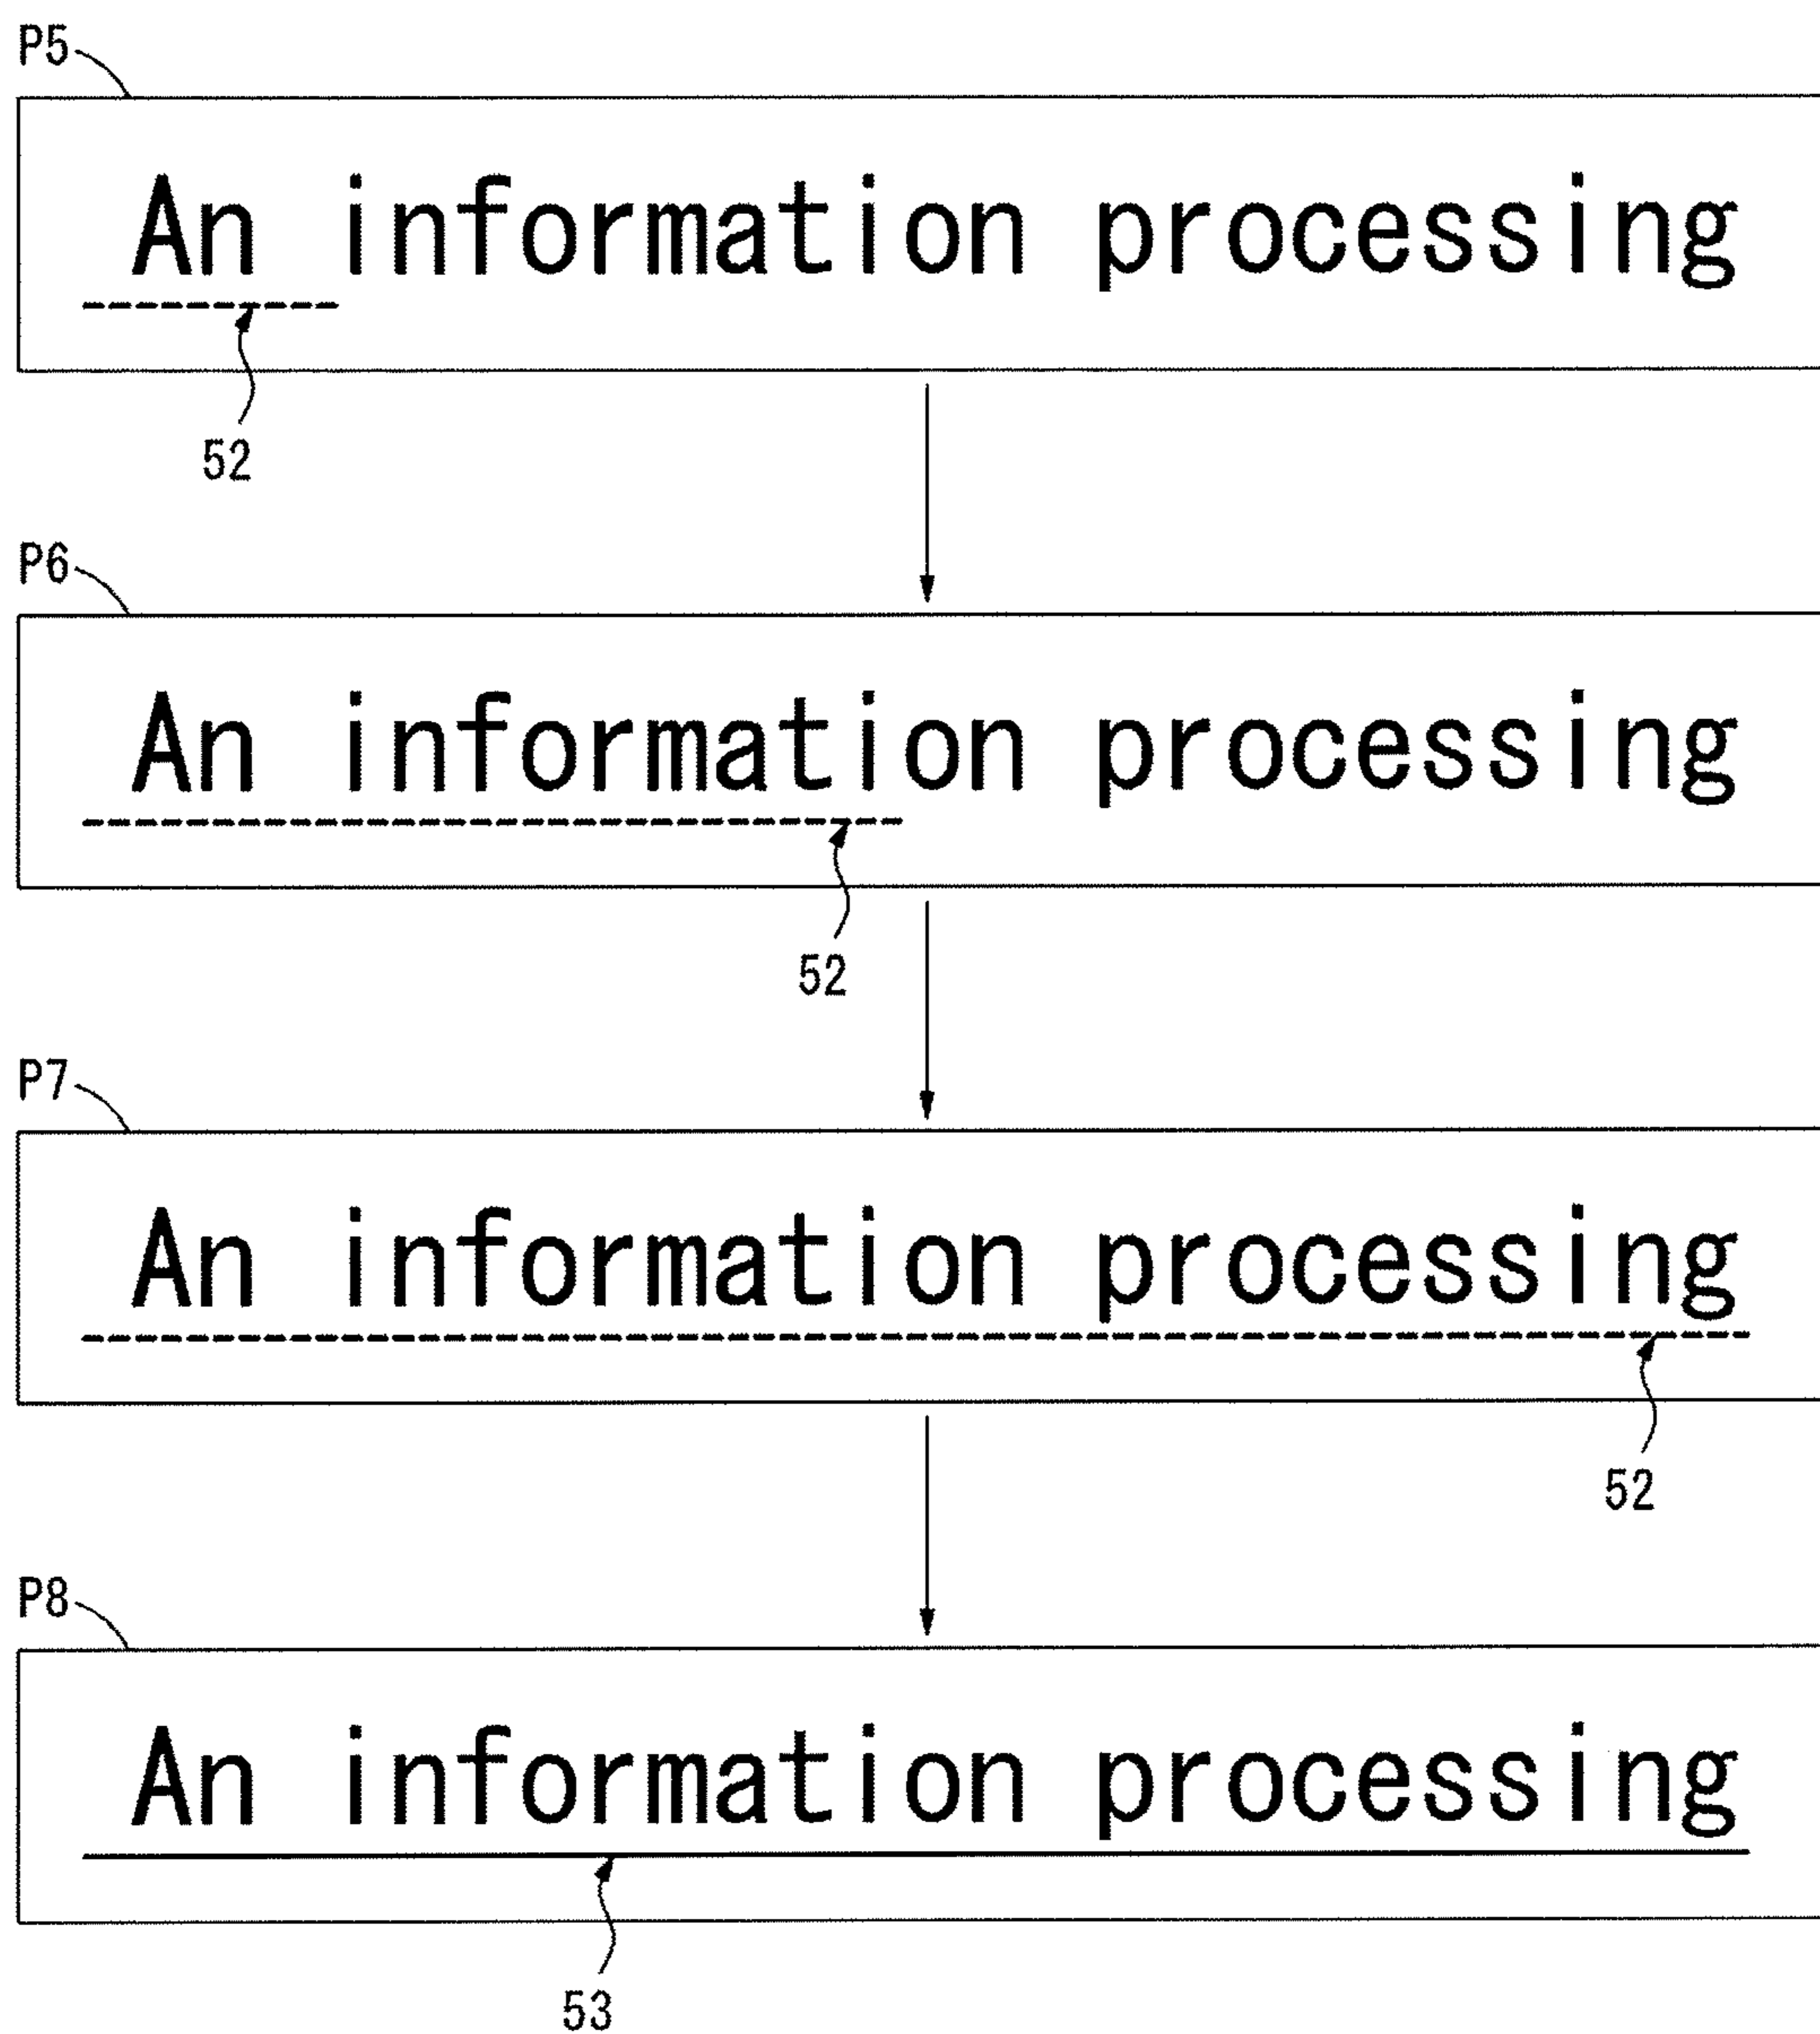 P5
An information processing
52
P6
An information processing
52
P7
An information processing
52
P8
An information processing
53